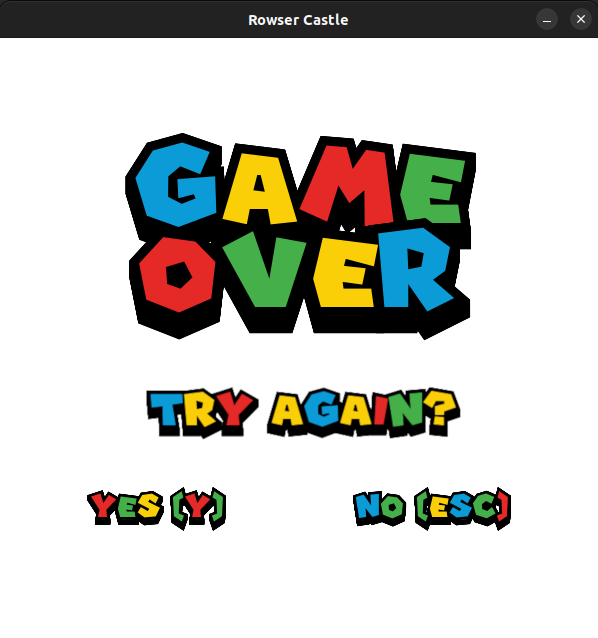 Rowser Castle
GAME
OVER
TRY AGAIN?
YES (Y) NO (ESC)